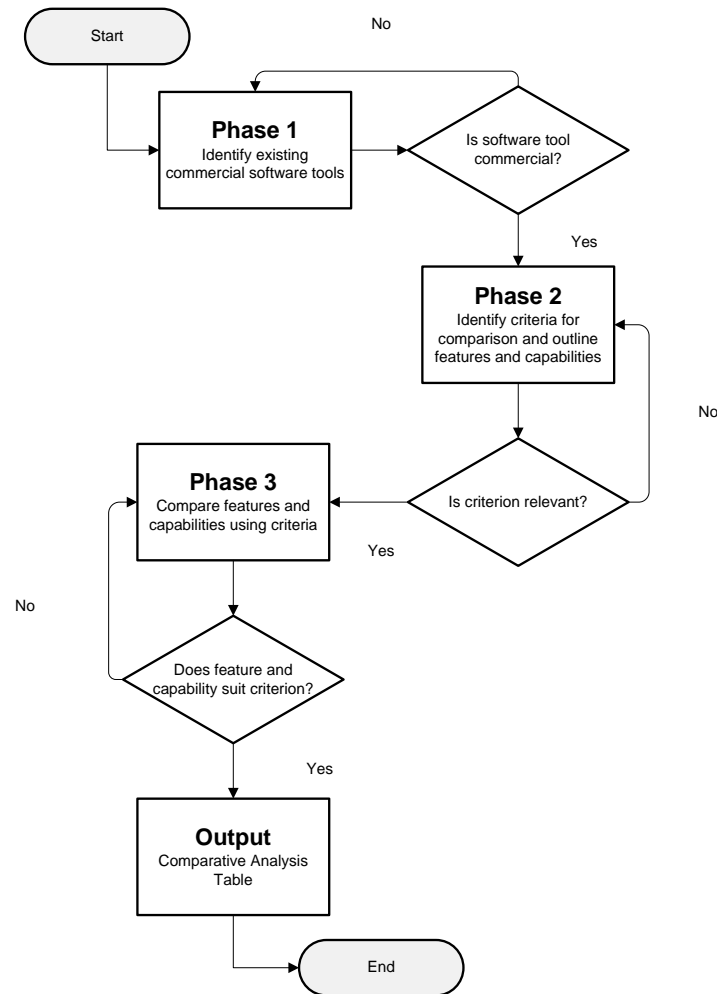 Start
No
Phase 1
Identify existing
commercial software tools
Is software tool
commercial?
Yes
Phase 2
Identify criteria for
comparison and outline
features and capabilities
No
Is criterion relevant?
Yes
Phase 3
Compare features and
capabilities using criteria
No
Does feature and
capability suit criterion?
Yes
Output
Comparative Analysis
Table
End